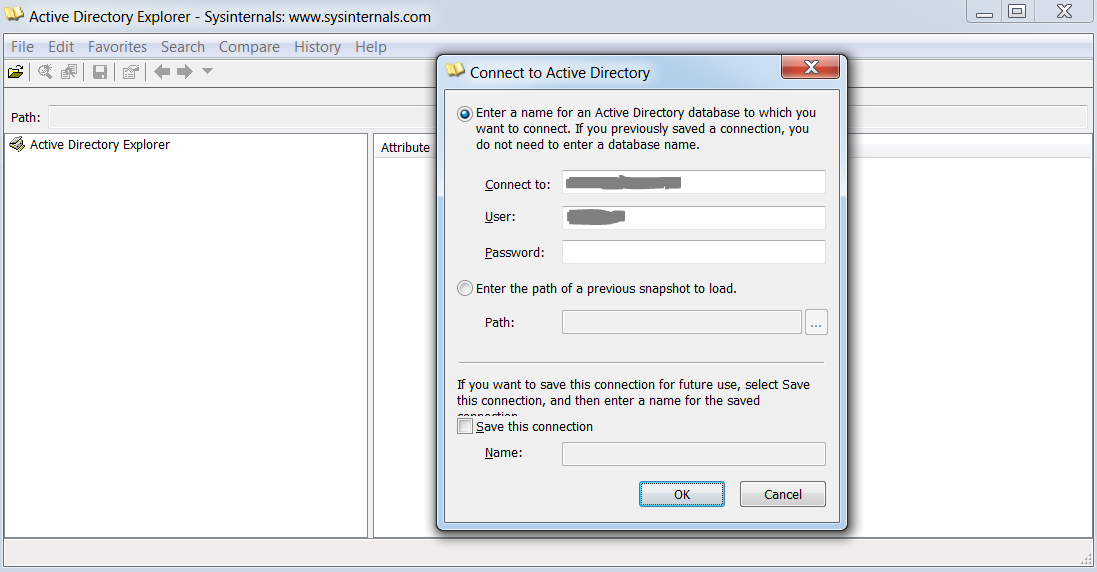 Active Directory Explorer - Sysinternals: www.sysinternals.com
File Edit Favorites Search Compare History Help
Path:
Active Directory Explorer
Attribute
Connect to Active Directory
Enter a name for an Active Directory database to which you
want to connect. If you previously saved a connection, you
do not need to enter a database name.
Connect to:
User:
Password:
Enter the path of a previous snapshot to load.
Path:
...
If you want to save this connection for future use, select Save
this connection, and then enter a name for the saved
connection.
Save this connection
Name:
OK Cancel